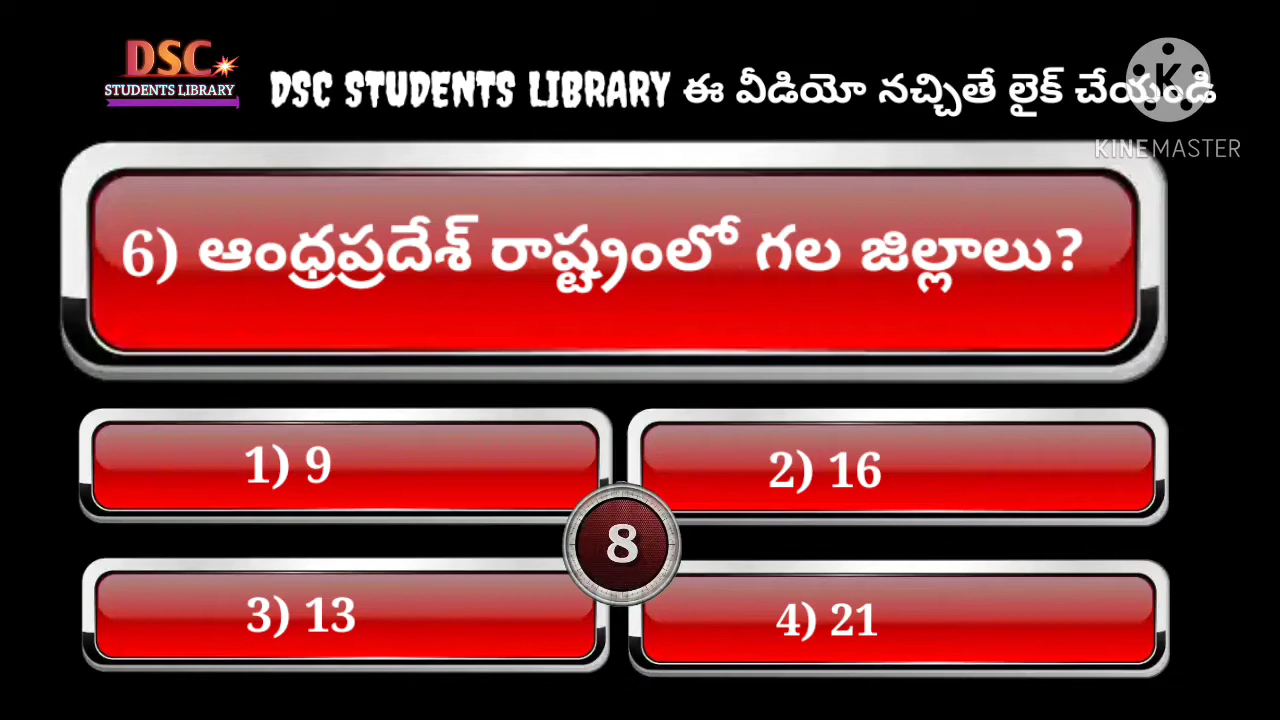 DSC
STUDENTS LIBRARY
DSC STUDENTS LIBRARY ఈ వీడియో నచ్చితే లైక్ చేయండి
K
KINEMASTER
6) ఆంధ్రప్రదేశ్ రాష్ట్రంలో గల జిల్లాలు?
1) 9
2) 16
8
3) 13
4) 21